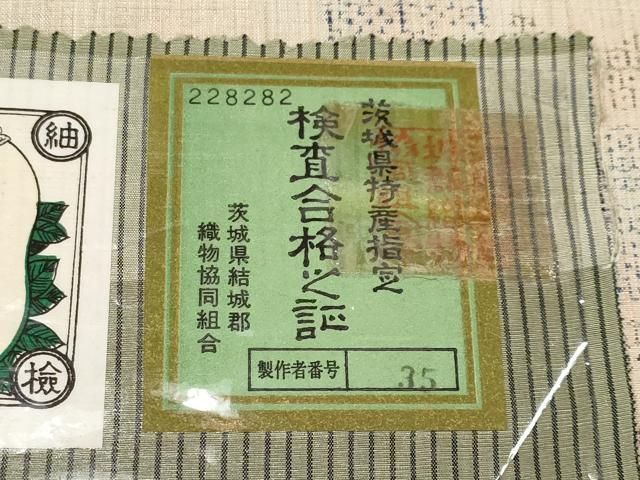 228282
茨城県特産指定之
検査合格之証
茨城県結城郡
織物協同組合
製作者番号 35
紬
検